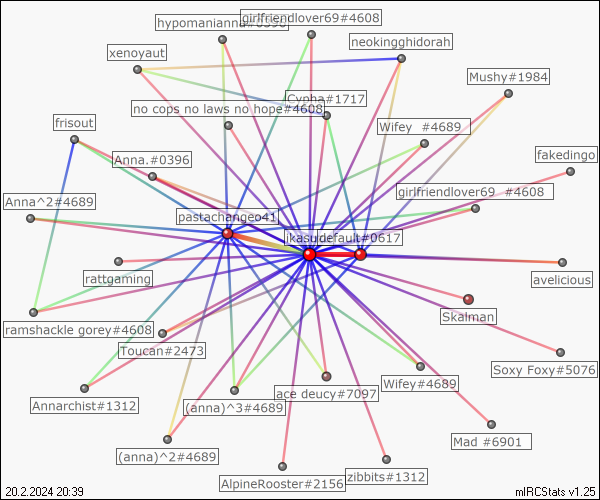 hypomanianna#0396
girlfriendlover69#4608
neokingghidorah
xenoyaut
Mushy#1984
Cypha#1717
no cops no laws no hope#4608
frisout
Wifey #4689
Anna.#0396
fakedingo
girlfriendlover69 #4608
Anna^2#4689
pastachangeo41
ikasudefault#0617
rattgaming
avelicious
Skalman
ramshackle gorey#4608
Toucan#2473
Soxy Foxy#5076
ace deucy#7097
Wifey#4689
Annarchist#1312
(anna)^3#4689
Mad #6901
(anna)^2#4689
AlpineRooster#2156
zibbits#1312
20.2.2024 20:39
mIRCStats v1.25